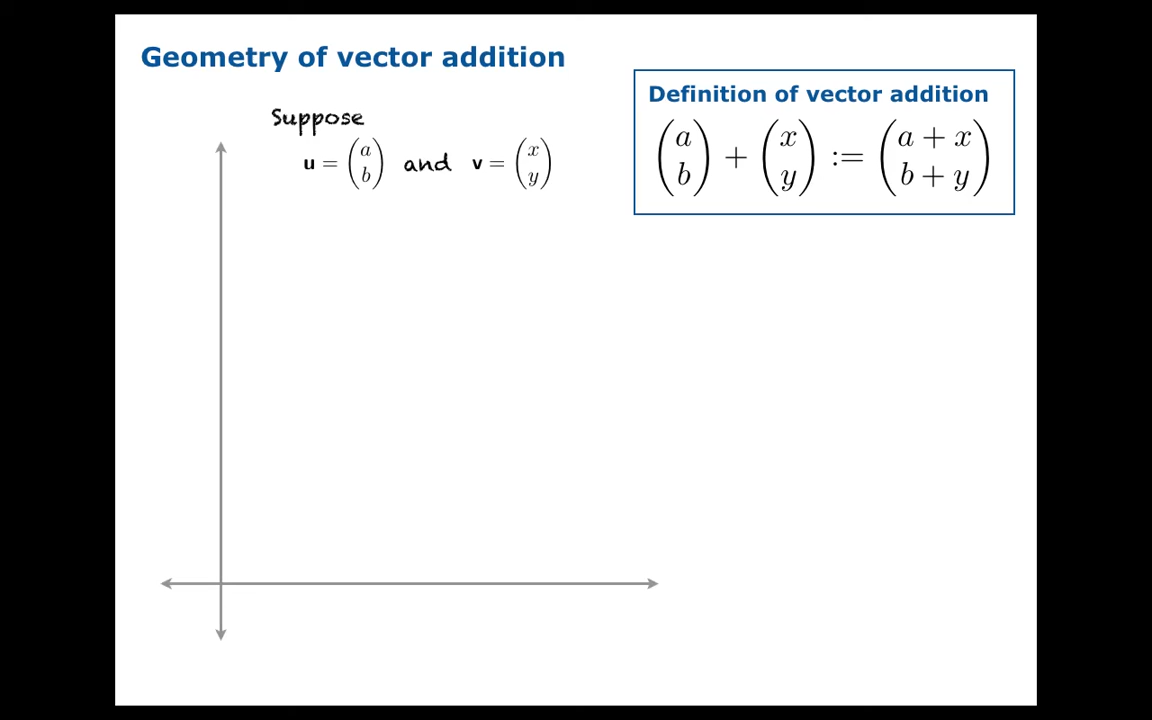 Geometry of vector addition
Suppose
u = (a b) and v = (x y)
Definition of vector addition
(a b) + (x y) := (a + x b + y)